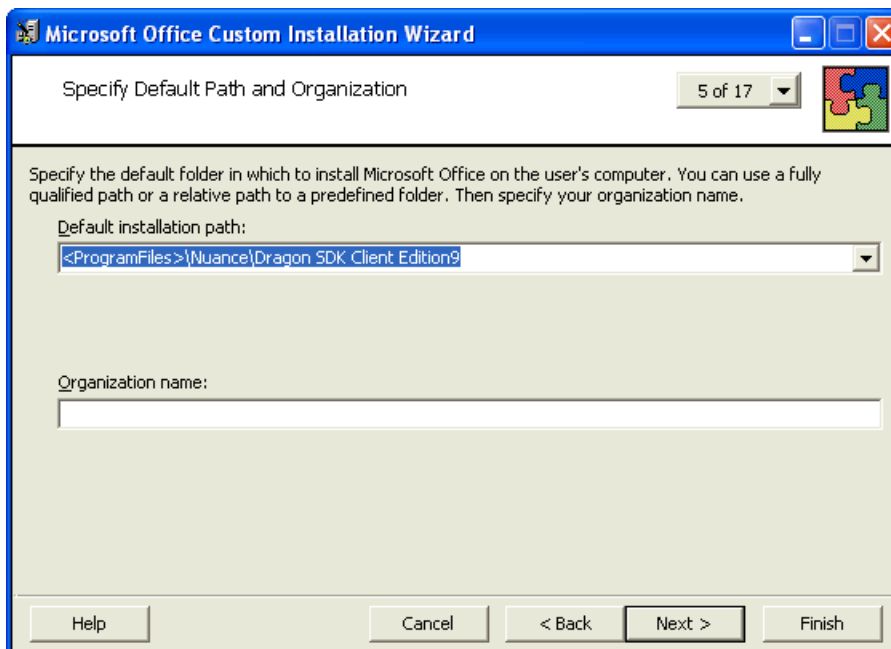 Microsoft Office Custom Installation Wizard
Specify Default Path and Organization
5 of 17
Specify the default folder in which to install Microsoft Office on the user's computer. You can use a fully
qualified path or a relative path to a predefined folder. Then specify your organization name.
Default installation path:
<ProgramFiles>\Nuance\Dragon SDK Client Edition9
Organization name:
Help
Cancel
< Back
Next >
Finish